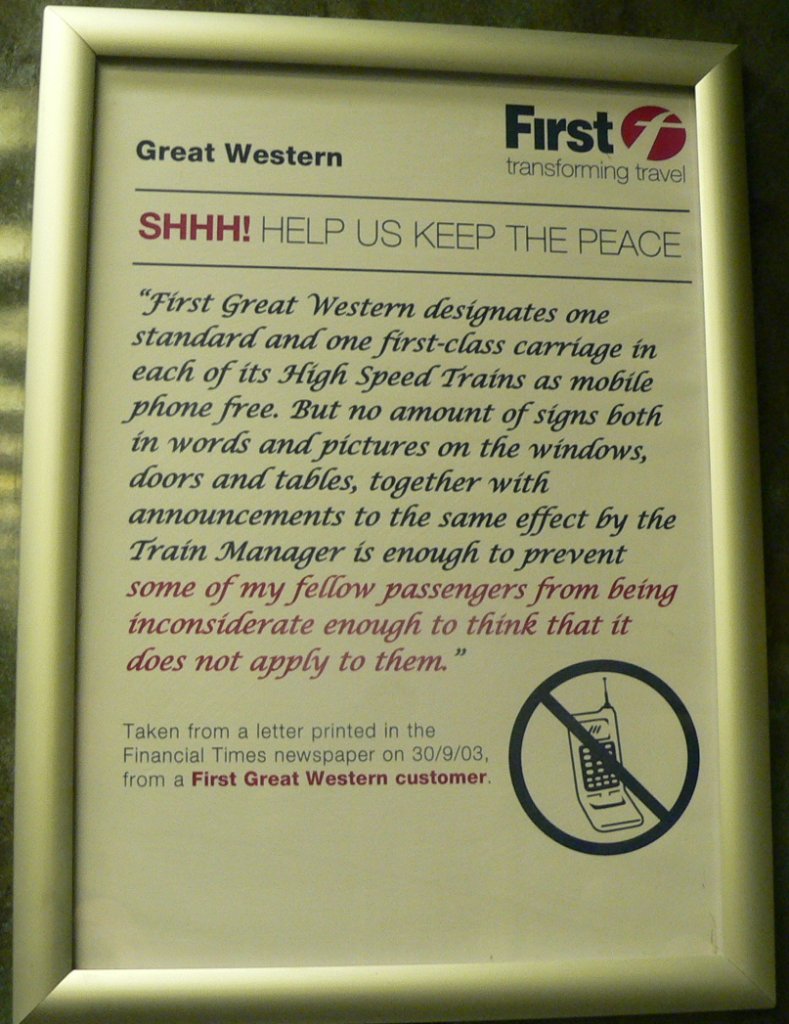 First
transforming travel
Great Western
SHHH! HELP US KEEP THE PEACE
“First Great Western designates one
standard and one first-class carriage in
each of its High Speed Trains as mobile
phone free. But no amount of signs both
in words and pictures on the windows,
doors and tables, together with
announcements to the same effect by the
Train Manager is enough to prevent
some of my fellow passengers from being
inconsiderate enough to think that it
does not apply to them.”
Taken from a letter printed in the
Financial Times newspaper on 30/9/03,
from a First Great Western customer.